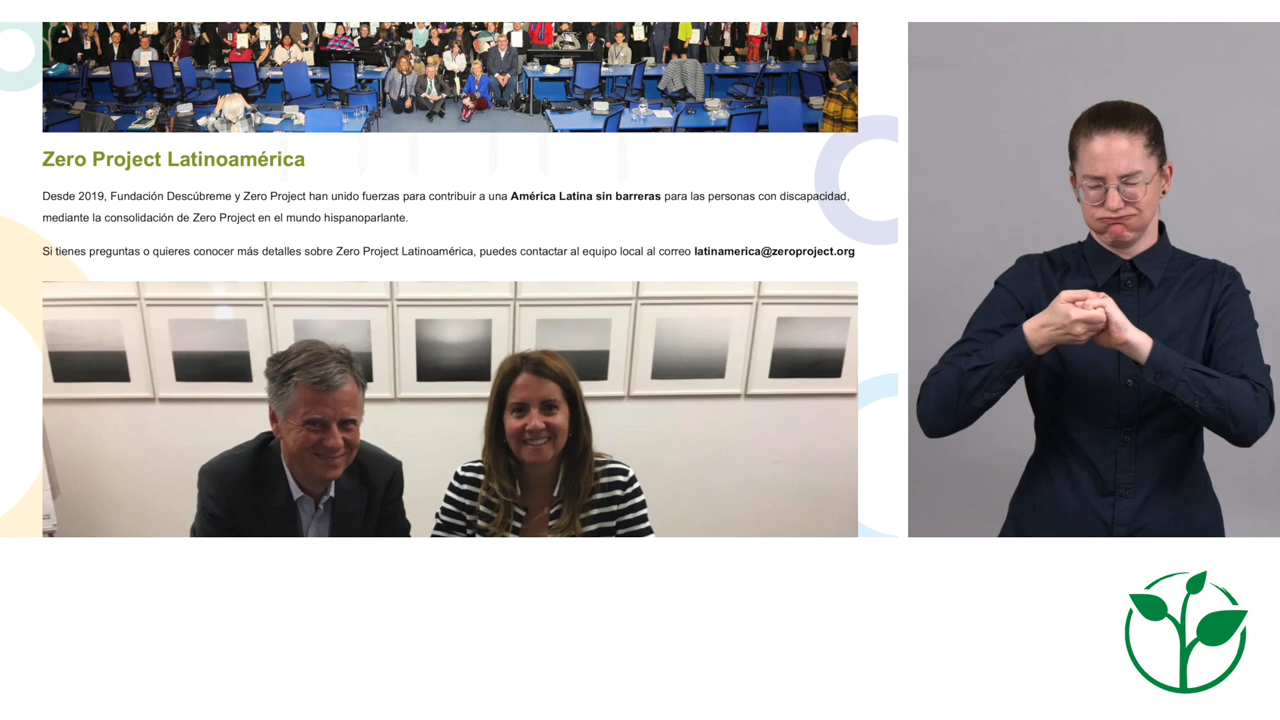 Zero Project Latinoamérica
Desde 2019, Fundación Descúbreme y Zero Project han unido fuerzas para contribuir a una América Latina sin barreras para las personas con discapacidad,
mediante la consolidación de Zero Project en el mundo hispanoparlante.
Si tienes preguntas o quieres conocer más detalles sobre Zero Project Latinoamérica, puedes contactar al equipo local al correo latinamerica@zeroproject.org